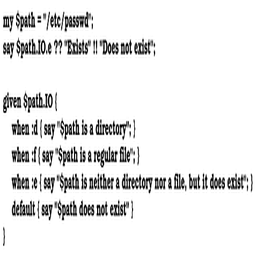 my $path = "/etc/passwd";
say $path.IO.e ?? "Exists" !! "Does not exist";
given $path.IO {
when :d { say "$path is a directory"; }
when :f { say "$path is a regular file"; }
when :e { say "$path is neither a directory nor a file, but it does exist"; }
default { say "$path does not exist" }
}